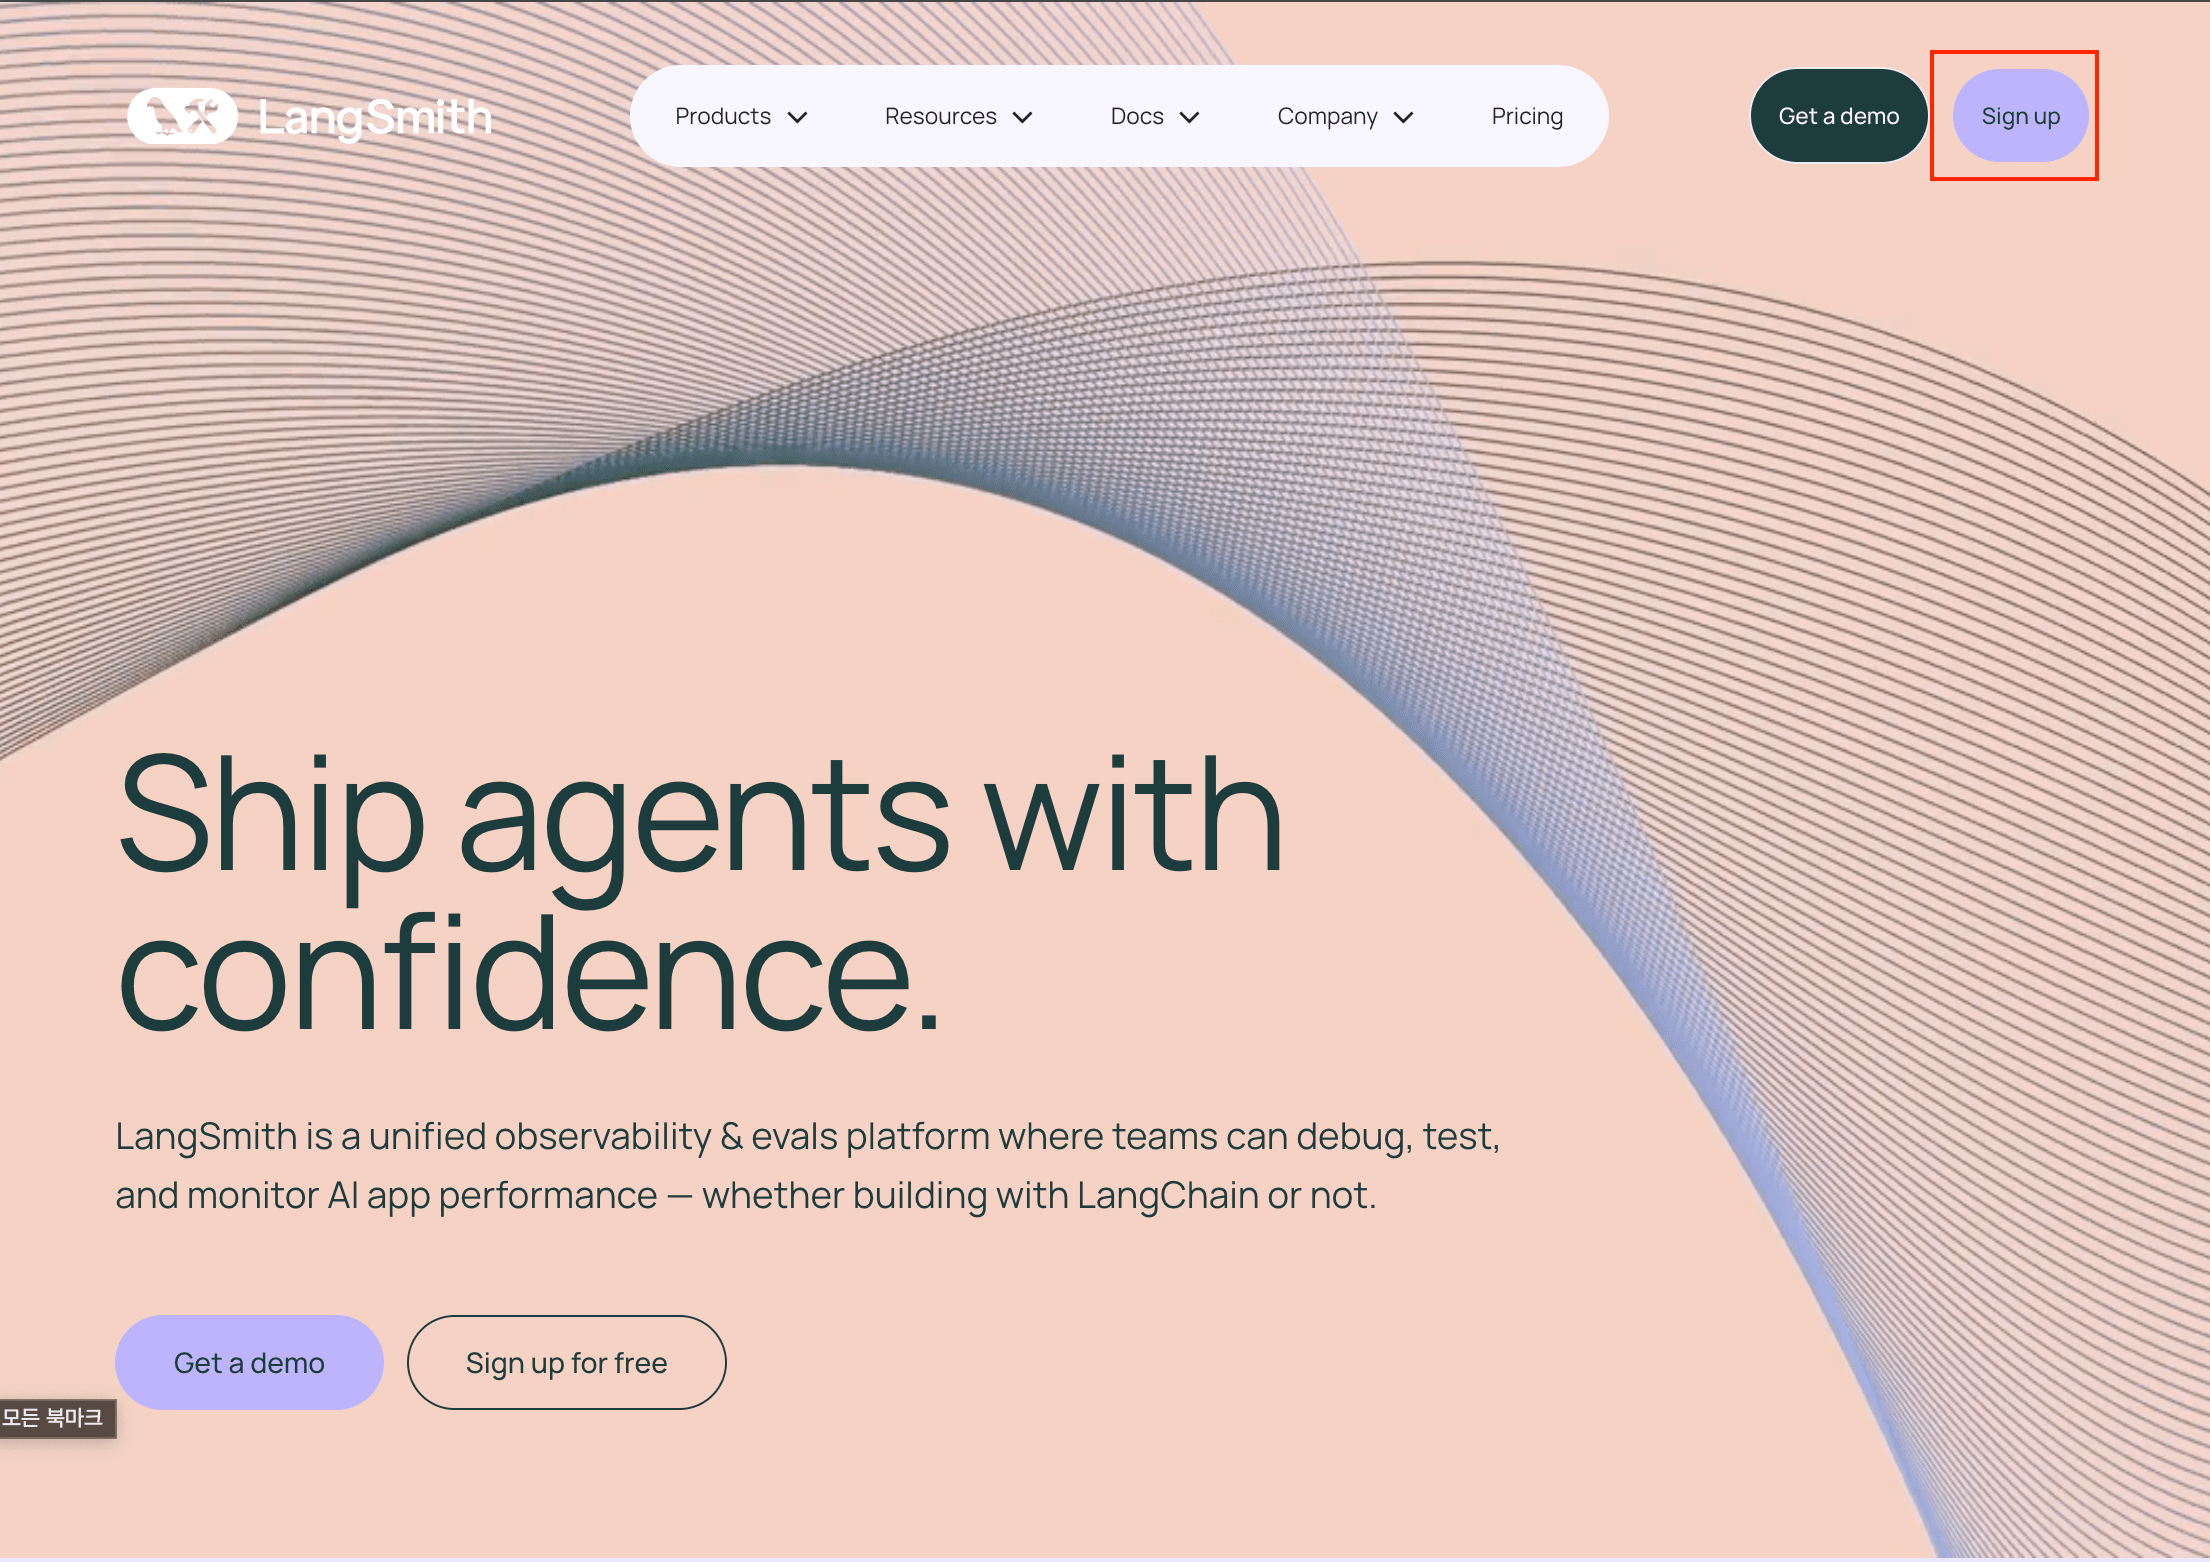 LangSmith
Products
Resources
Docs
Company
Pricing
Get a demo
Sign up
Ship agents with
confidence.
LangSmith is a unified observability & evals platform where teams can debug, test,
and monitor AI app performance — whether building with LangChain or not.
Get a demo
Sign up for free
모든 북마크